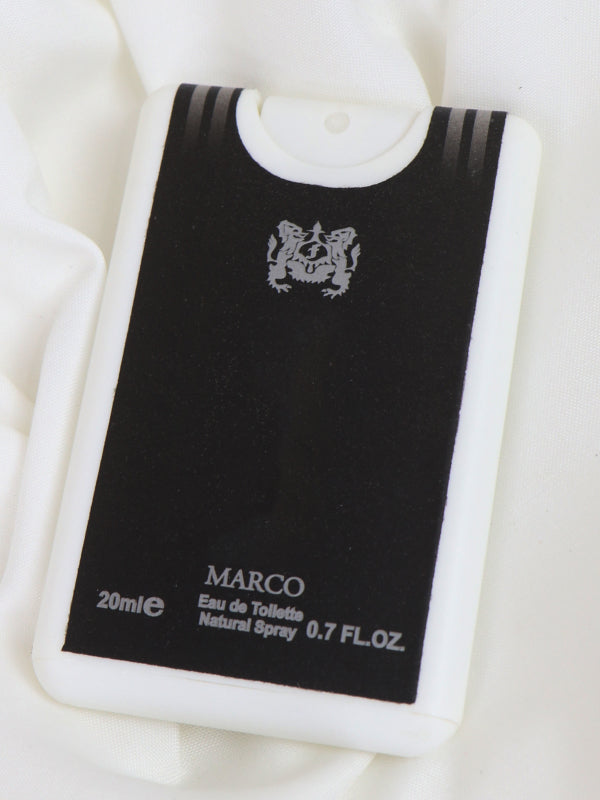 MARCO
20ml e Eau de Toilette
Natural Spray 0.7 FL.OZ.